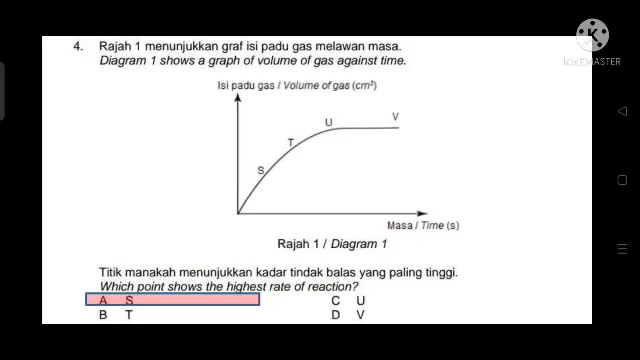 4. Rajah 1 menunjukkan graf isi padu gas melawan masa.
Diagram 1 shows a graph of volume of gas against time.
KINEMASTER
Isi padu gas / Volume of gas (cm³)
U
V
T
S
Masa / Time (s)
Rajah 1 / Diagram 1
Titik manakah menunjukkan kadar tindak balas yang paling tinggi.
Which point shows the highest rate of reaction?
A S C U
B T D V